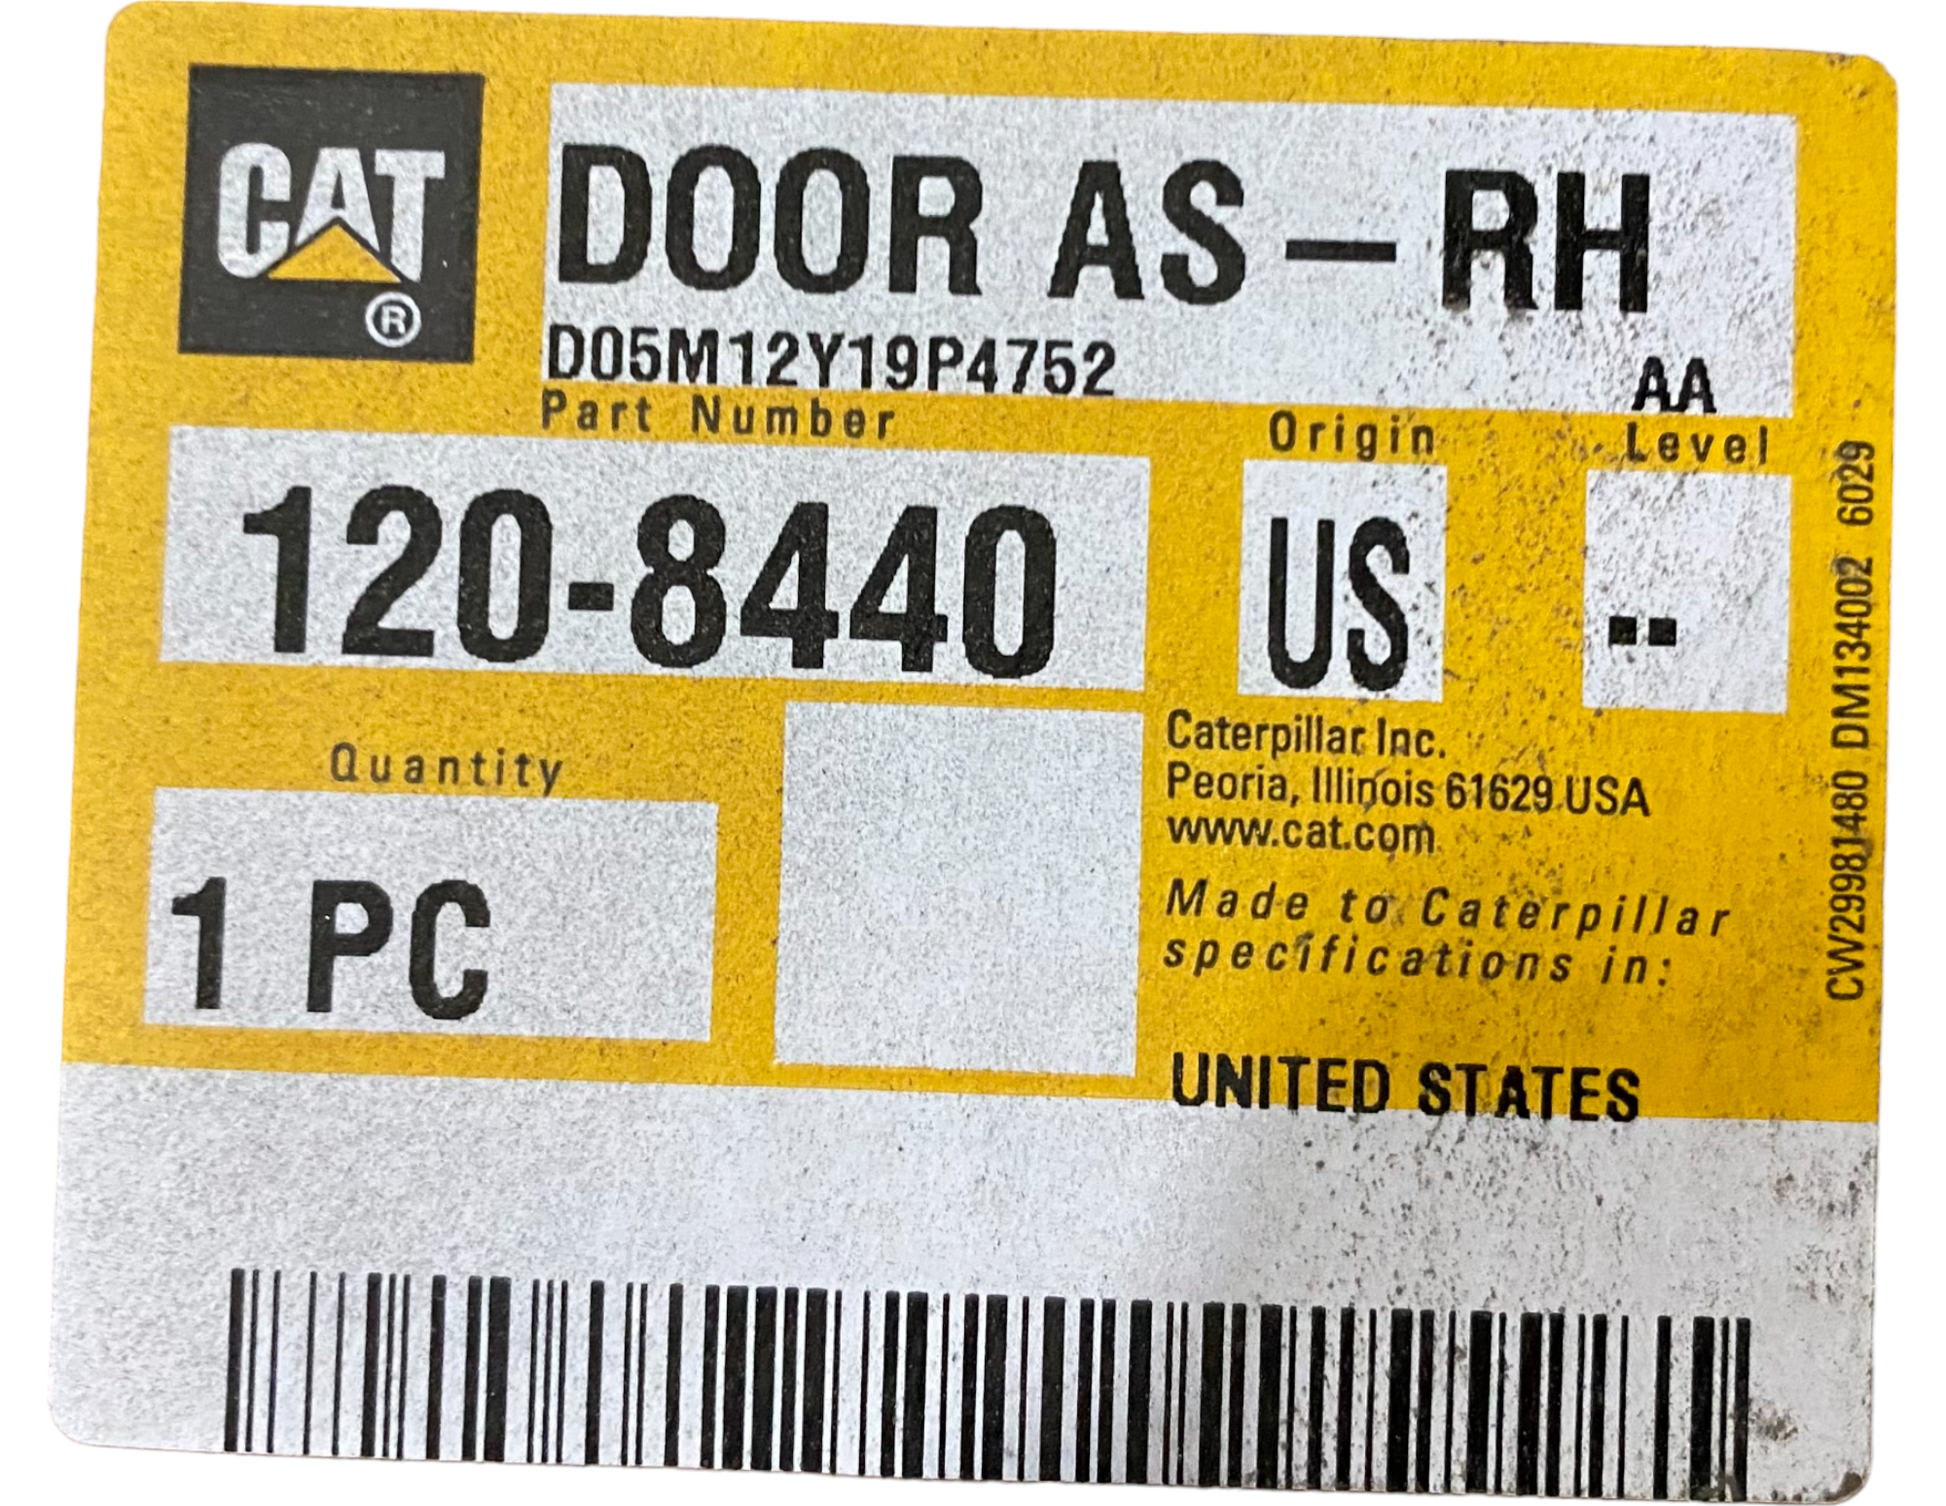 CAT
®
DOOR AS – RH
D05M12Y19P4752
AA
Part Number
Origin
Level
120-8440
US
--
Quantity
1 PC
Caterpillar Inc.
Peoria, Illinois 61629 USA
www.cat.com
Made to Caterpillar
specifications in:
UNITED STATES
CW2981480 DM134002 6029